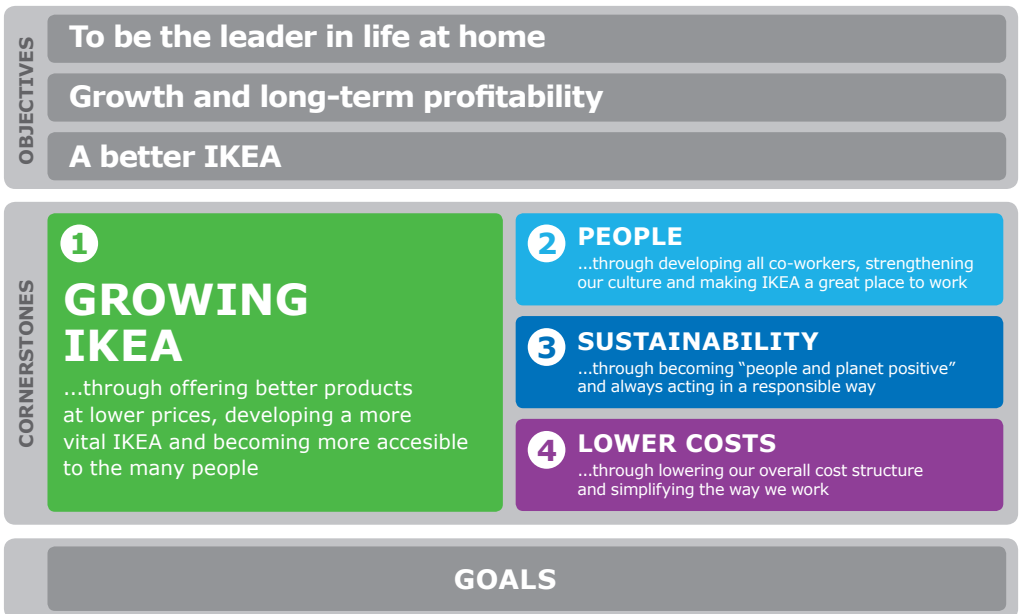 OBJECTIVES
To be the leader in life at home
Growth and long-term profitability
A better IKEA
CORNERSTONES
1
GROWING
IKEA
...through offering better products
at lower prices, developing a more
vital IKEA and becoming more accesible
to the many people
2
PEOPLE
...through developing all co-workers, strengthening
our culture and making IKEA a great place to work
3
SUSTAINABILITY
...through becoming “people and planet positive”
and always acting in a responsible way
4
LOWER COSTS
...through lowering our overall cost structure
and simplifying the way we work
GOALS